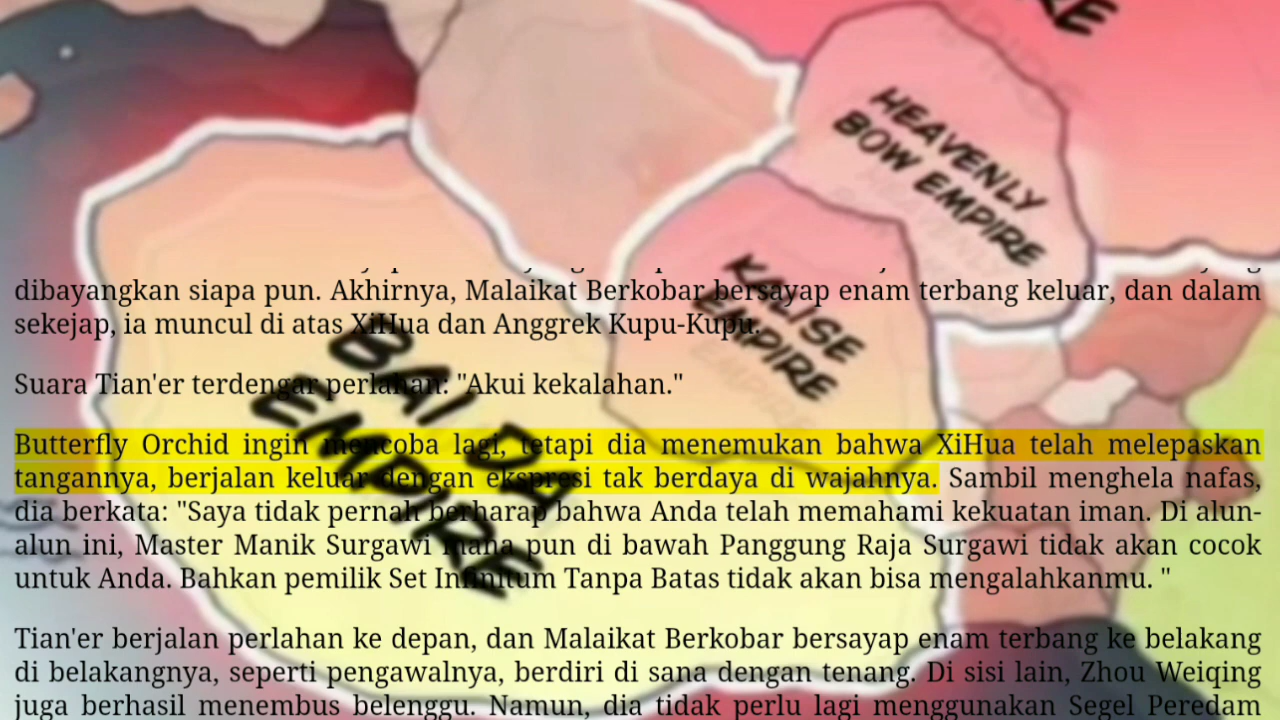 RE
HEAVENLY
BOW EMPIRE
KALISE
EMPIRE
BAI DA
EMPIRE
dibayangkan siapa pun. Akhirnya, Malaikat Berkobar bersayap enam terbang keluar, dan dalam
sekejap, ia muncul di atas XiHua dan Anggrek Kupu-Kupu.
Suara Tian'er terdengar perlahan: "Akui kekalahan."
Butterfly Orchid ingin mencoba lagi, tetapi dia menemukan bahwa XiHua telah melepaskan
tangannya, berjalan keluar dengan ekspresi tak berdaya di wajahnya. Sambil menghela nafas,
dia berkata: "Saya tidak pernah berharap bahwa Anda telah memahami kekuatan iman. Di alun-
alun ini, Master Manik Surgawi mana pun di bawah Panggung Raja Surgawi tidak akan cocok
untuk Anda. Bahkan pemilik Set Infinitum Tanpa Batas tidak akan bisa mengalahkanmu. "
Tian'er berjalan perlahan ke depan, dan Malaikat Berkobar bersayap enam terbang ke belakang
di belakangnya, seperti pengawalnya, berdiri di sana dengan tenang. Di sisi lain, Zhou Weiqing
juga berhasil menembus belenggu. Namun, dia tidak perlu lagi menggunakan Segel Peredam